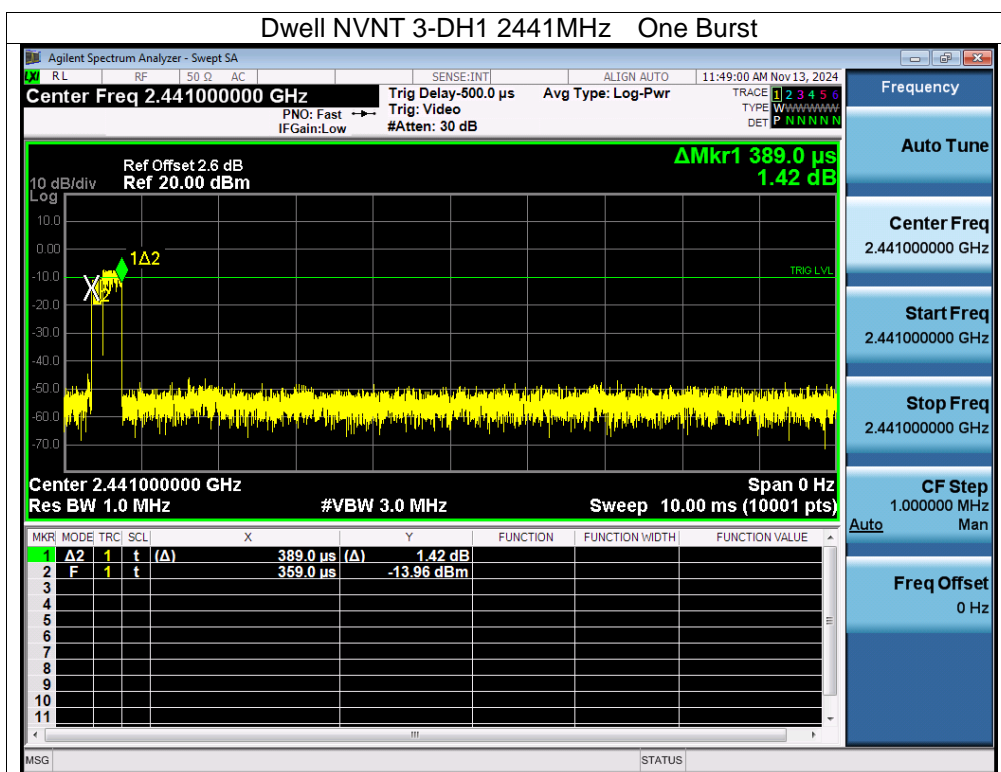 Dwell NVNT 3-DH1 2441MHz One Burst
Agilent Spectrum Analyzer - Swept SA
LXI RL RF 50 Ω AC SENSE:INT ALIGN AUTO 11:49:00 AM Nov 13, 2024
Center Freq 2.441000000 GHz
PNO: Fast
IFGain:Low
Trig Delay-500.0 µs
Trig: Video
#Atten: 30 dB
Avg Type: Log-Pwr
TRACE 1 2 3 4 5 6
TYPE WWWWWWW
DET P N N N N N
ΔMkr1 389.0 µs
1.42 dB
Ref Offset 2.6 dB
10 dB/div Ref 20.00 dBm
Log
10.0
0.00
-10.0
-20.0
-30.0
-40.0
-50.0
-60.0
-70.0
1Δ2
2
TRIG LVL
Center 2.441000000 GHz Span 0 Hz
Res BW 1.0 MHz #VBW 3.0 MHz Sweep 10.00 ms (10001 pts)
MKR MODE TRC SCL X Y FUNCTION FUNCTION WIDTH FUNCTION VALUE
1 Δ2 1 t (Δ) 389.0 µs (Δ) 1.42 dB
2 F 1 t 359.0 µs -13.96 dBm
3
4
5
6
7
8
9
10
11
MSG STATUS
Frequency
Auto Tune
Center Freq
2.441000000 GHz
Start Freq
2.441000000 GHz
Stop Freq
2.441000000 GHz
CF Step
1.000000 MHz
Auto Man
Freq Offset
0 Hz